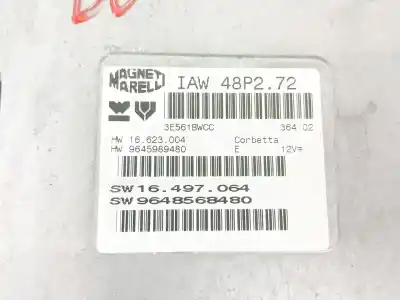 MAGNETI
MARELLI
IAW 48P2.72
3E561BWCC 364 02
HW 16.623.004 Corbetta
HW 9645989480 E 12V=
SW 16.497.064
SW 9648568480